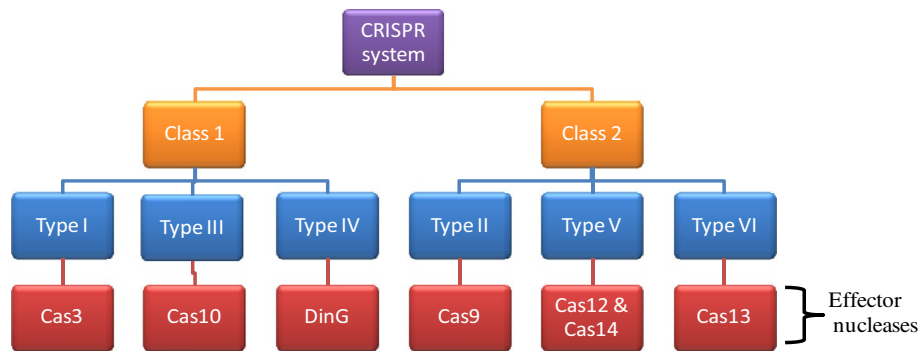 CRISPR
system
Class 1
Class 2
Type I
Type III
Type IV
Type II
Type V
Type VI
Cas3
Cas10
DinG
Cas9
Cas12 &
Cas14
Cas13
Effector
nucleases